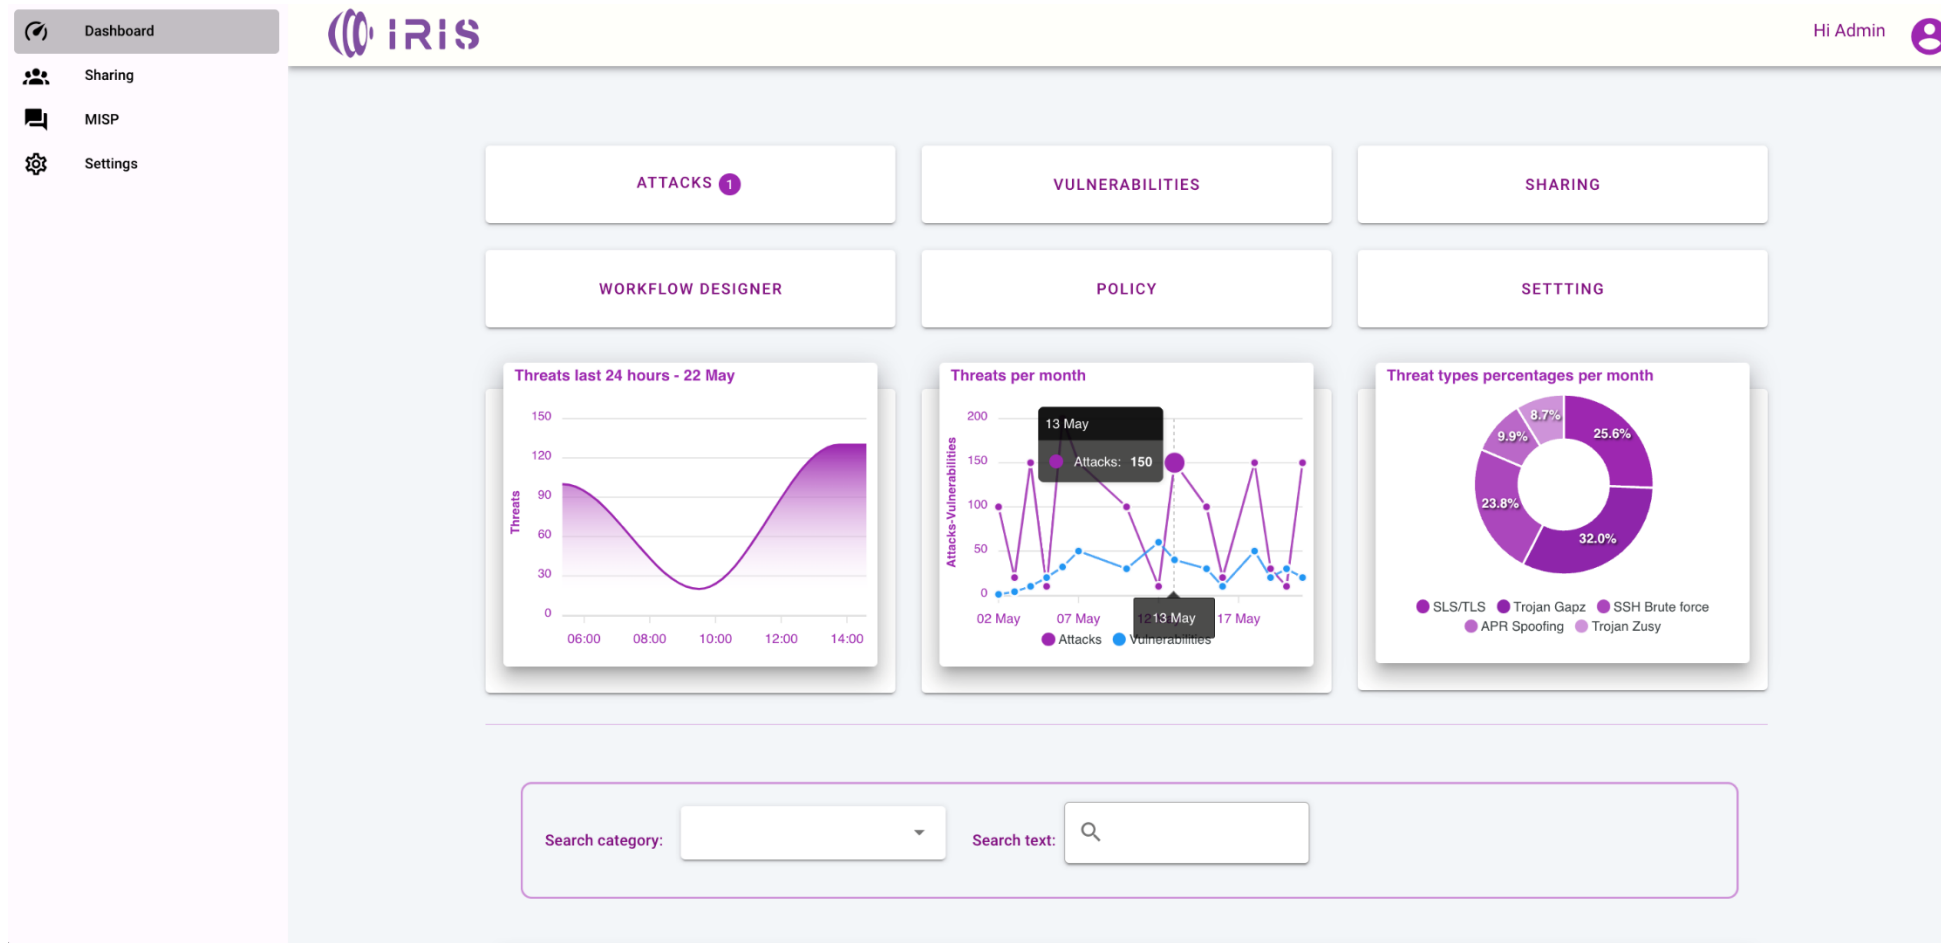 Dashboard
Sharing
MISP
Settings
IRIS
Hi Admin
ATTACKS 1
VULNERABILITIES
SHARING
WORKFLOW DESIGNER
POLICY
SETTTING
Threats last 24 hours - 22 May
150
120
90
60
30
0
Threats
06:00 08:00 10:00 12:00 14:00
Threats per month
200
150
100
50
0
Attacks-Vulnerabilities
13 May
Attacks: 150
02 May 07 May 13 May 17 May
Attacks Vulnerabilities
Threat types percentages per month
8.7%
25.6%
9.9%
23.8%
32.0%
SLS/TLS Trojan Gapz SSH Brute force
APR Spoofing Trojan Zusy
Search category:
Search text: